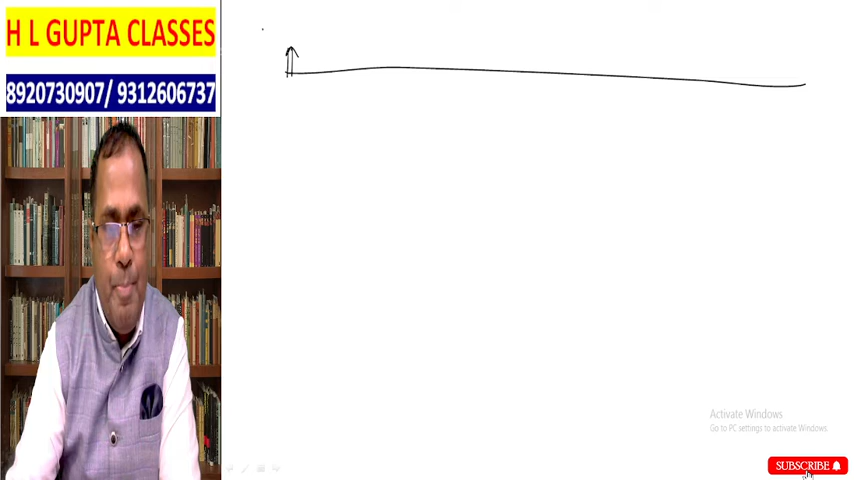 H L GUPTA CLASSES
8920730907/ 9312606737
Activate Windows
Go to PC settings to activate Windows.
SUBSCRIBE